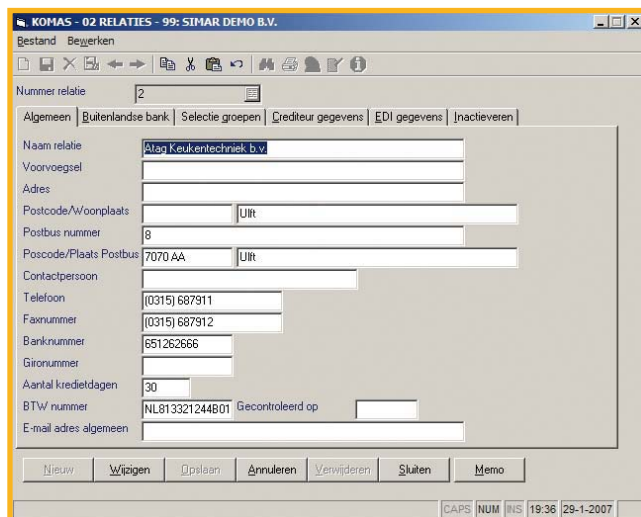 KOMAS - 02 RELATIES - 99: SIMAR DEMO B.V.
Bestand Bewerken
Nummer relatie 2
Algemeen Buitenlandse bank Selectie groepen Crediteur gegevens EDI gegevens Inactieveren
Naam relatie Atag Keukentechniek b.v.
Voorvoegsel
Adres
Postcode/Woonplaats Ulft
Postbus nummer 8
Poscode/Plaats Postbus 7070 AA Ulft
Contactpersoon
Telefoon (0315) 687911
Faxnummer (0315) 687912
Banknummer 651262666
Gironummer
Aantal kredietdagen 30
BTW nummer NL813321244B01 Gecontroleerd op
E-mail adres algemeen
Nieuw Wijzigen Opslaan Annuleren Verwijderen Sluiten Memo
CAPS NUM INS 19:36 29-1-2007